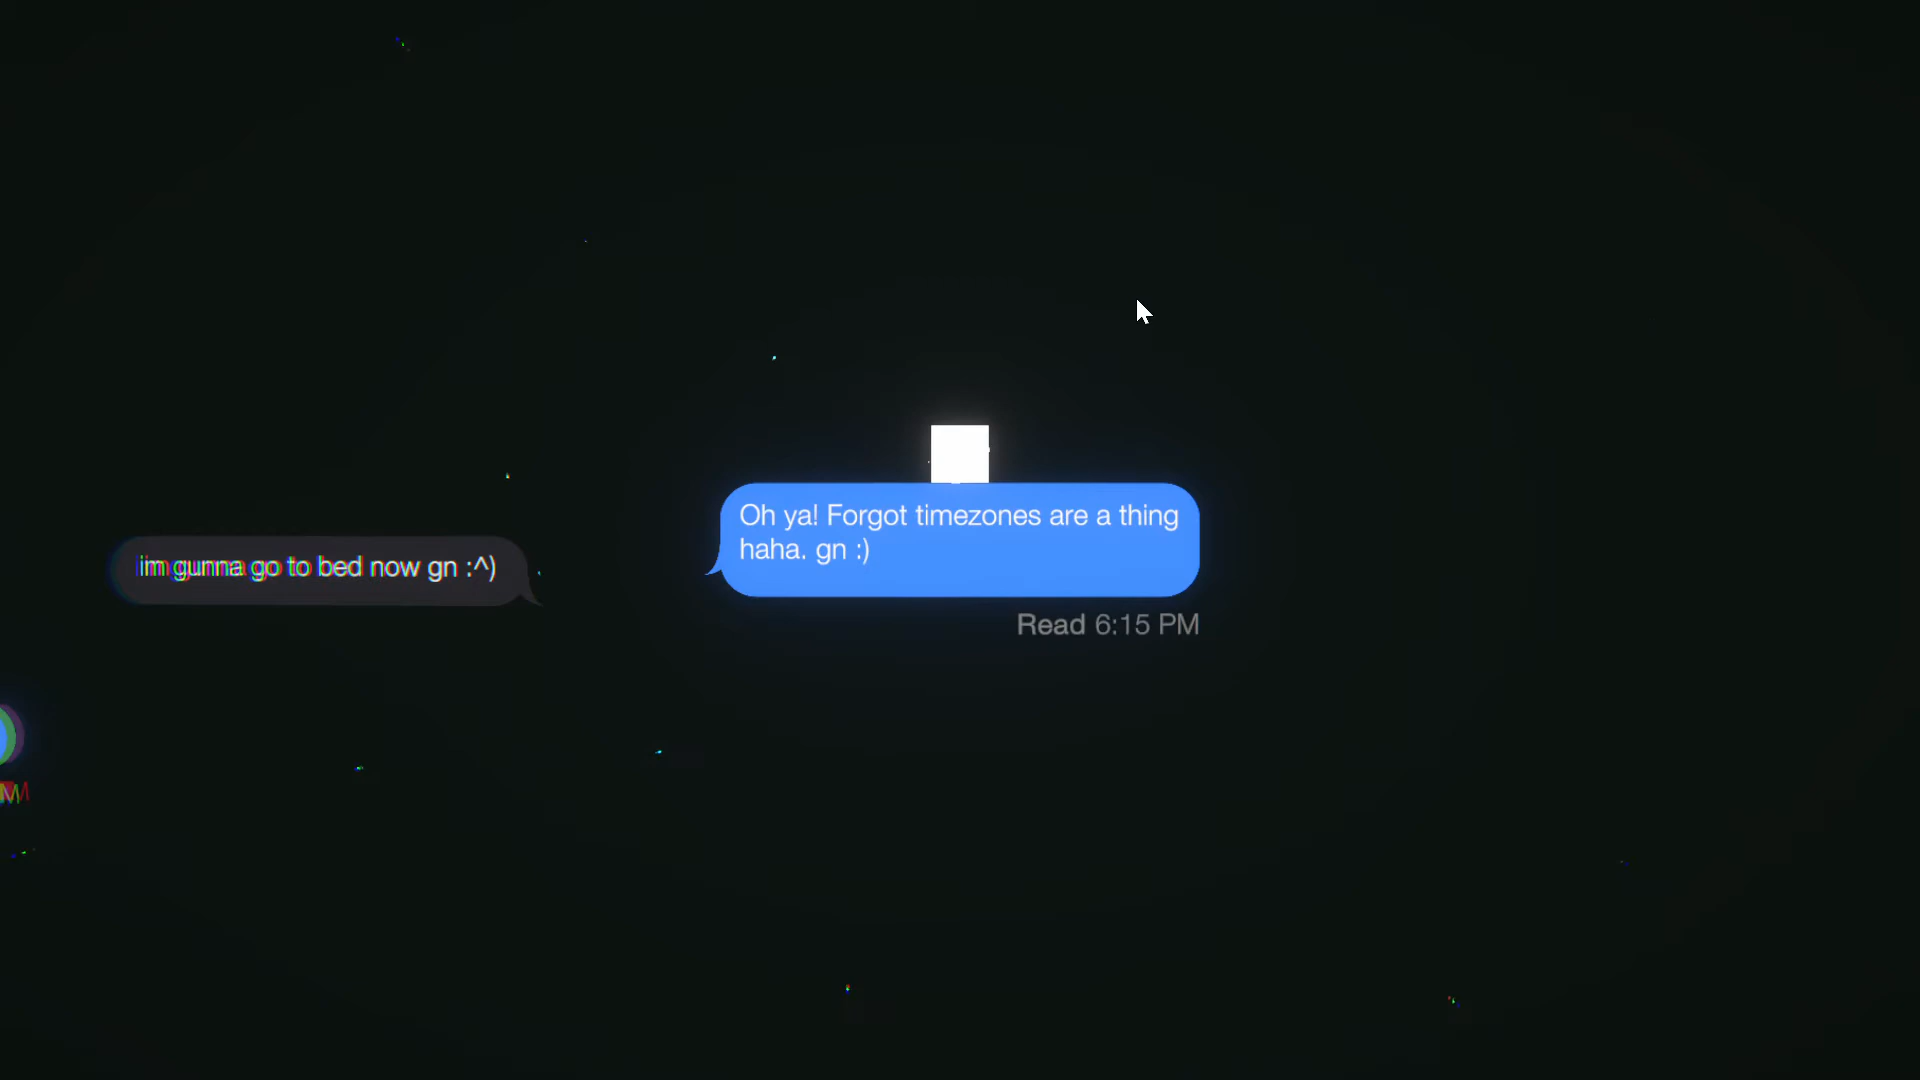 im gunna go to bed now gn :^)
Oh ya! Forgot timezones are a thing
haha. gn :)
Read 6:15 PM
M